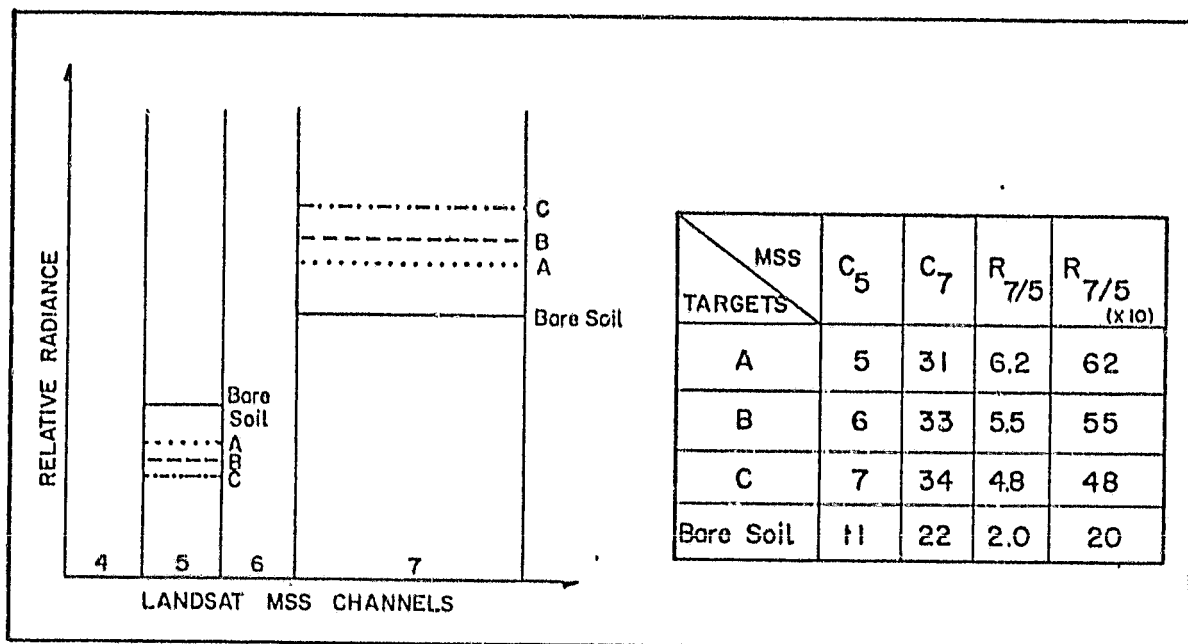 RELATIVE RADIANCE
C
B
A
Bare Soil
Bare
Soil
A
B
C
4 5 6 7
LANDSAT MSS CHANNELS
MSS
TARGETS
C5 C7 R7/5 R7/5
(X 10)
A 5 31 6.2 62
B 6 33 5.5 55
C 7 34 4.8 48
Bare Soil 11 22 2.0 20